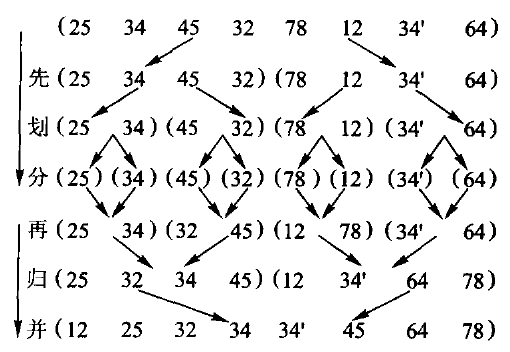 (25 34 45 32 78 12 34' 64)
先(25 34 45 32)(78 12 34' 64)
划(25 34)(45 32)(78 12)(34' 64)
分(25)(34)(45)(32)(78)(12)(34')(64)
再(25 34)(32 45)(12 78)(34' 64)
归(25 32 34 45)(12 34' 64 78)
并(12 25 32 34 34' 45 64 78)